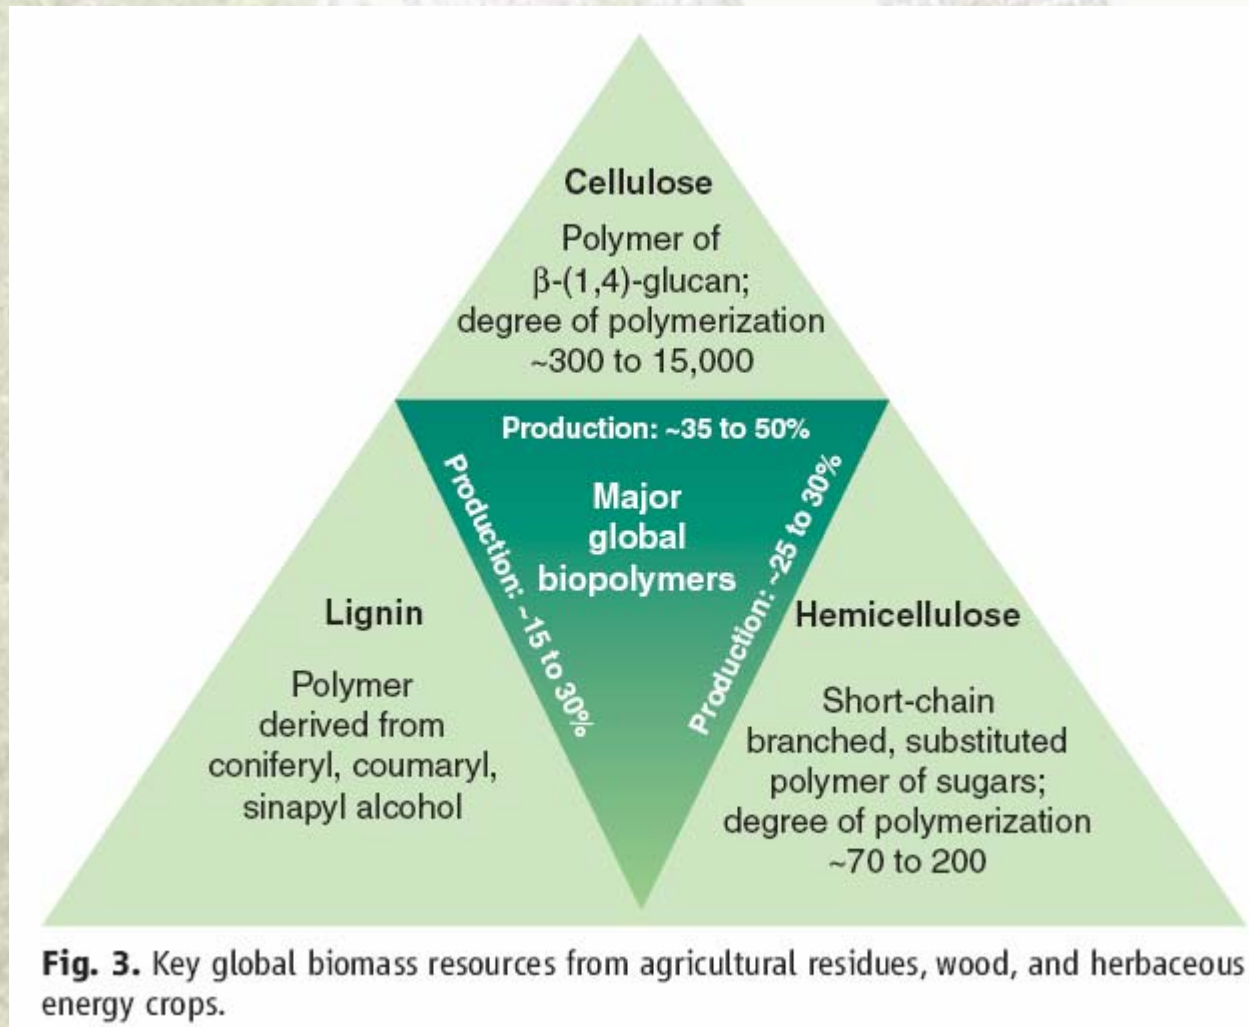 Cellulose
Polymer of
β-(1,4)-glucan;
degree of polymerization
~300 to 15,000
Production: ~35 to 50%
Major
global
biopolymers
Production: ~15 to 30%
Production: ~25 to 30%
Lignin
Polymer
derived from
coniferyl, coumaryl,
sinapyl alcohol
Hemicellulose
Short-chain
branched, substituted
polymer of sugars;
degree of polymerization
~70 to 200
Fig. 3. Key global biomass resources from agricultural residues, wood, and herbaceous
energy crops.